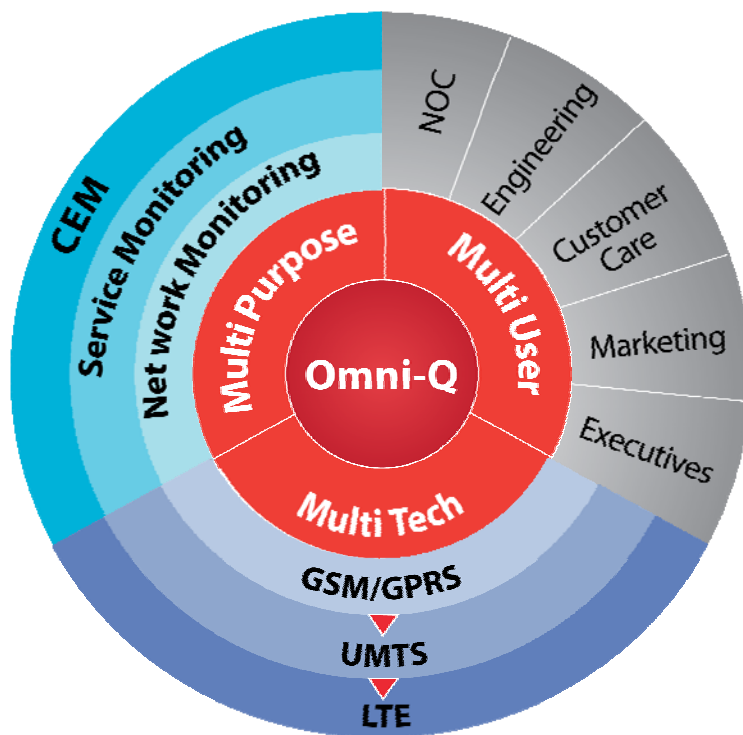 CEM
Service Monitoring
Net work Monitoring
Multi Purpose
NOC
Engineering
Customer
Care
Marketing
Executives
Multi User
Omni-Q
Multi Tech
GSM/GPRS
UMTS
LTE